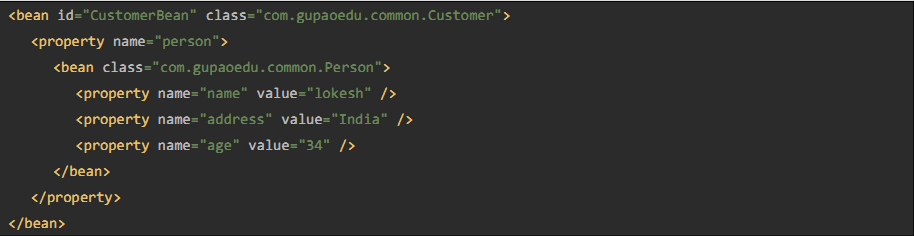 <bean id="CustomerBean" class="com.gupaoedu.common.Customer">
<property name="person">
<bean class="com.gupaoedu.common.Person">
<property name="name" value="lokesh" />
<property name="address" value="India" />
<property name="age" value="34" />
</bean>
</property>
</bean>